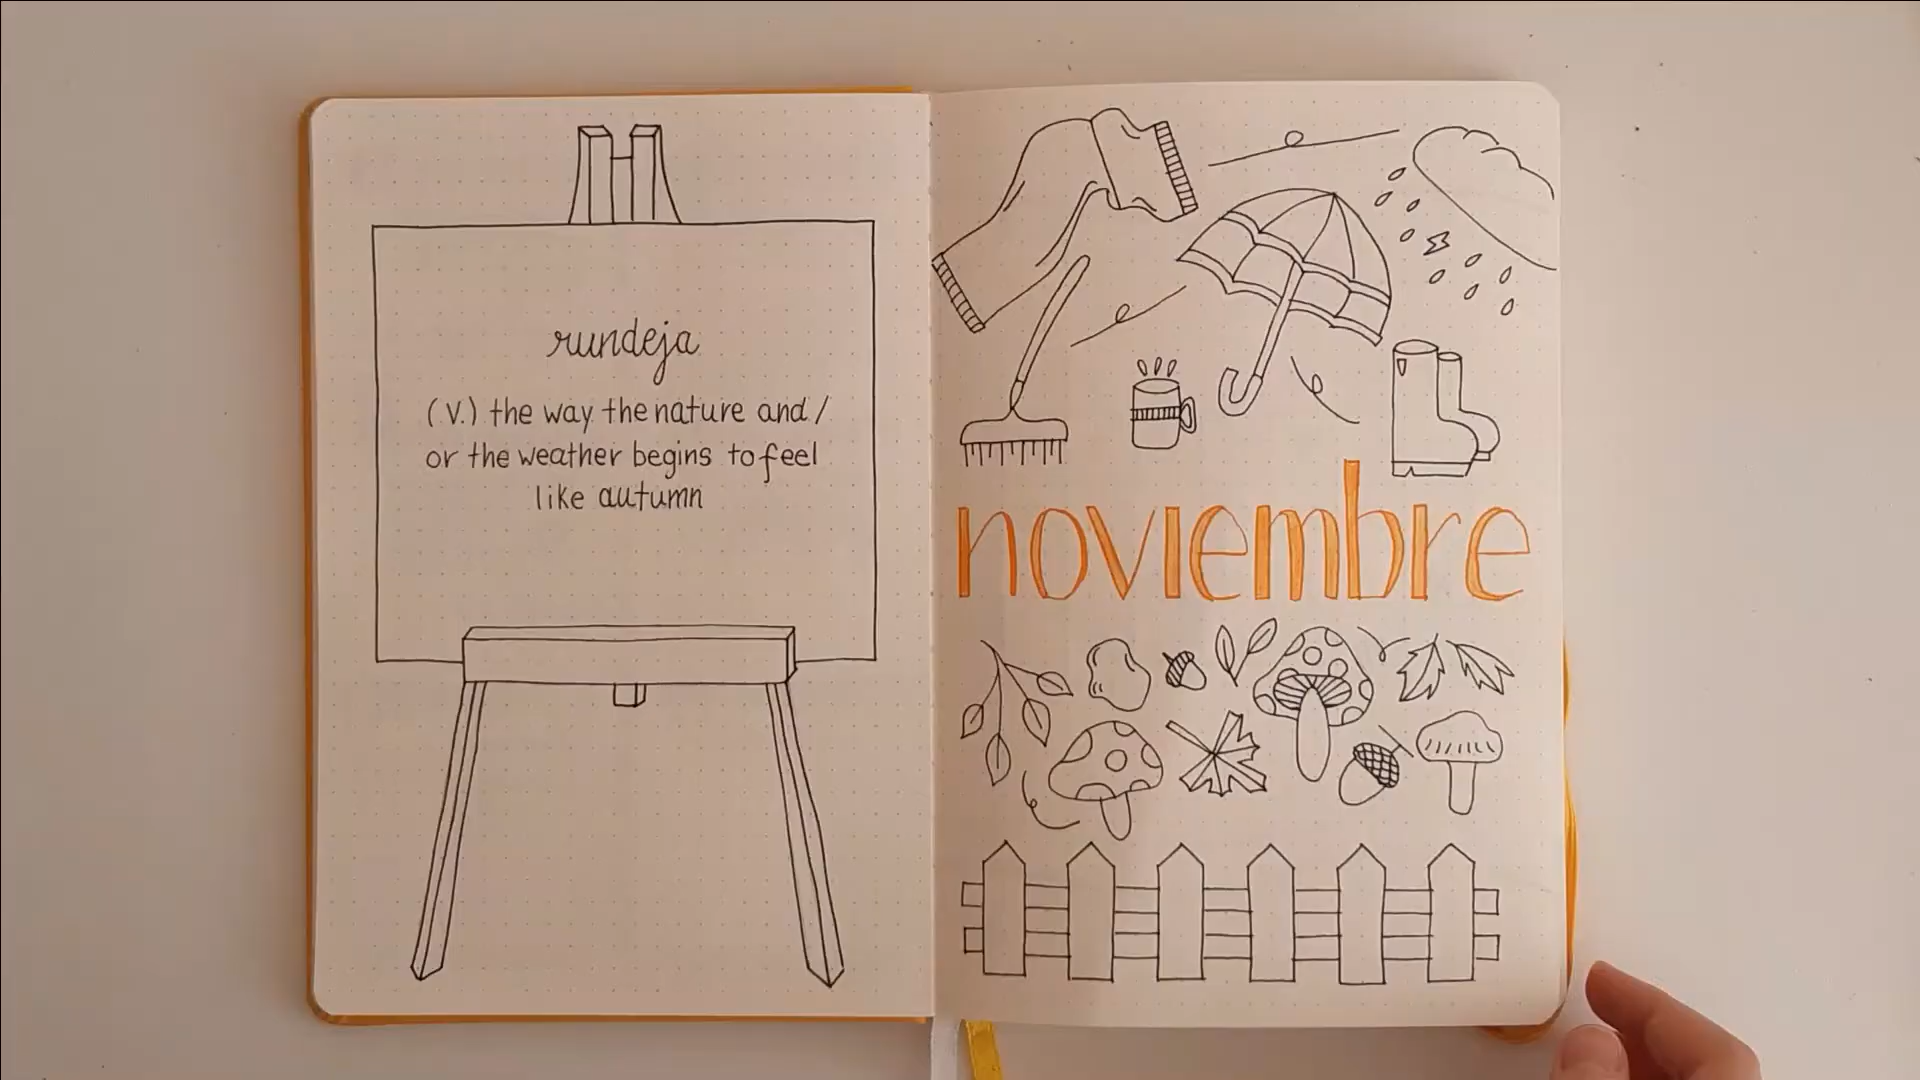 rundeja
(v.) the way the nature and/
or the weather begins to feel
like autumn
noviembre